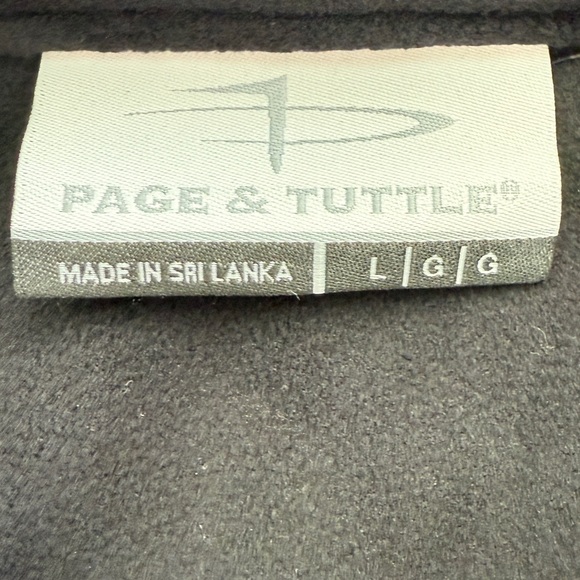 PAGE & TUTTLE®
MADE IN SRI LANKA | L | G | G